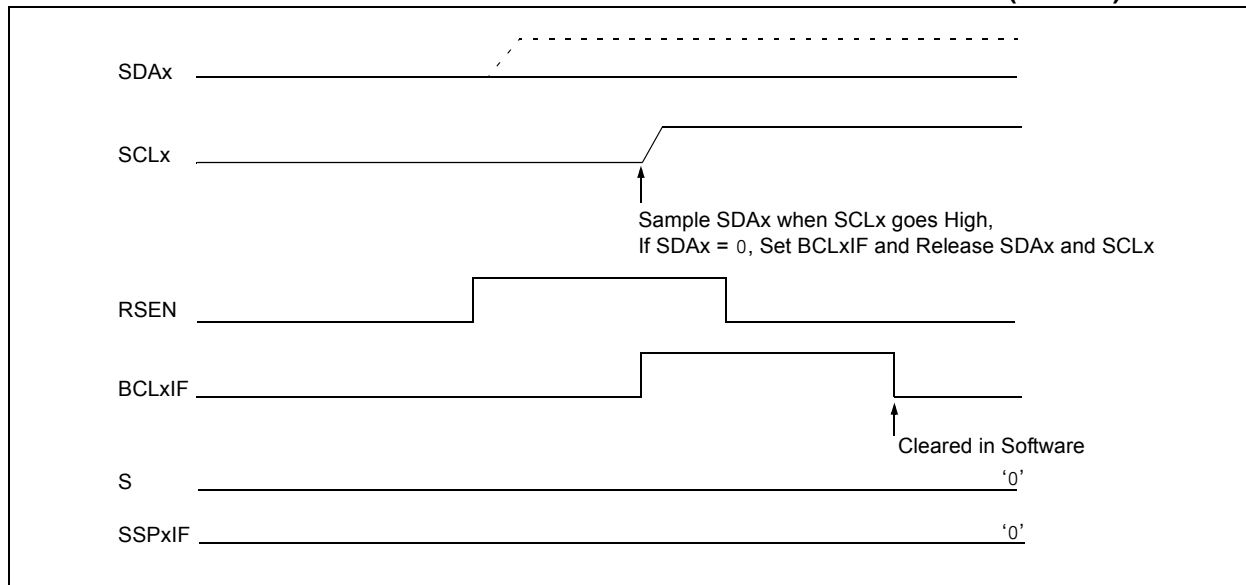 SDAx
SCLx
Sample SDAx when SCLx goes High,
If SDAx = 0, Set BCLxIF and Release SDAx and SCLx
RSEN
BCLxIF
Cleared in Software
S ‘0’
SSPxIF ‘0’